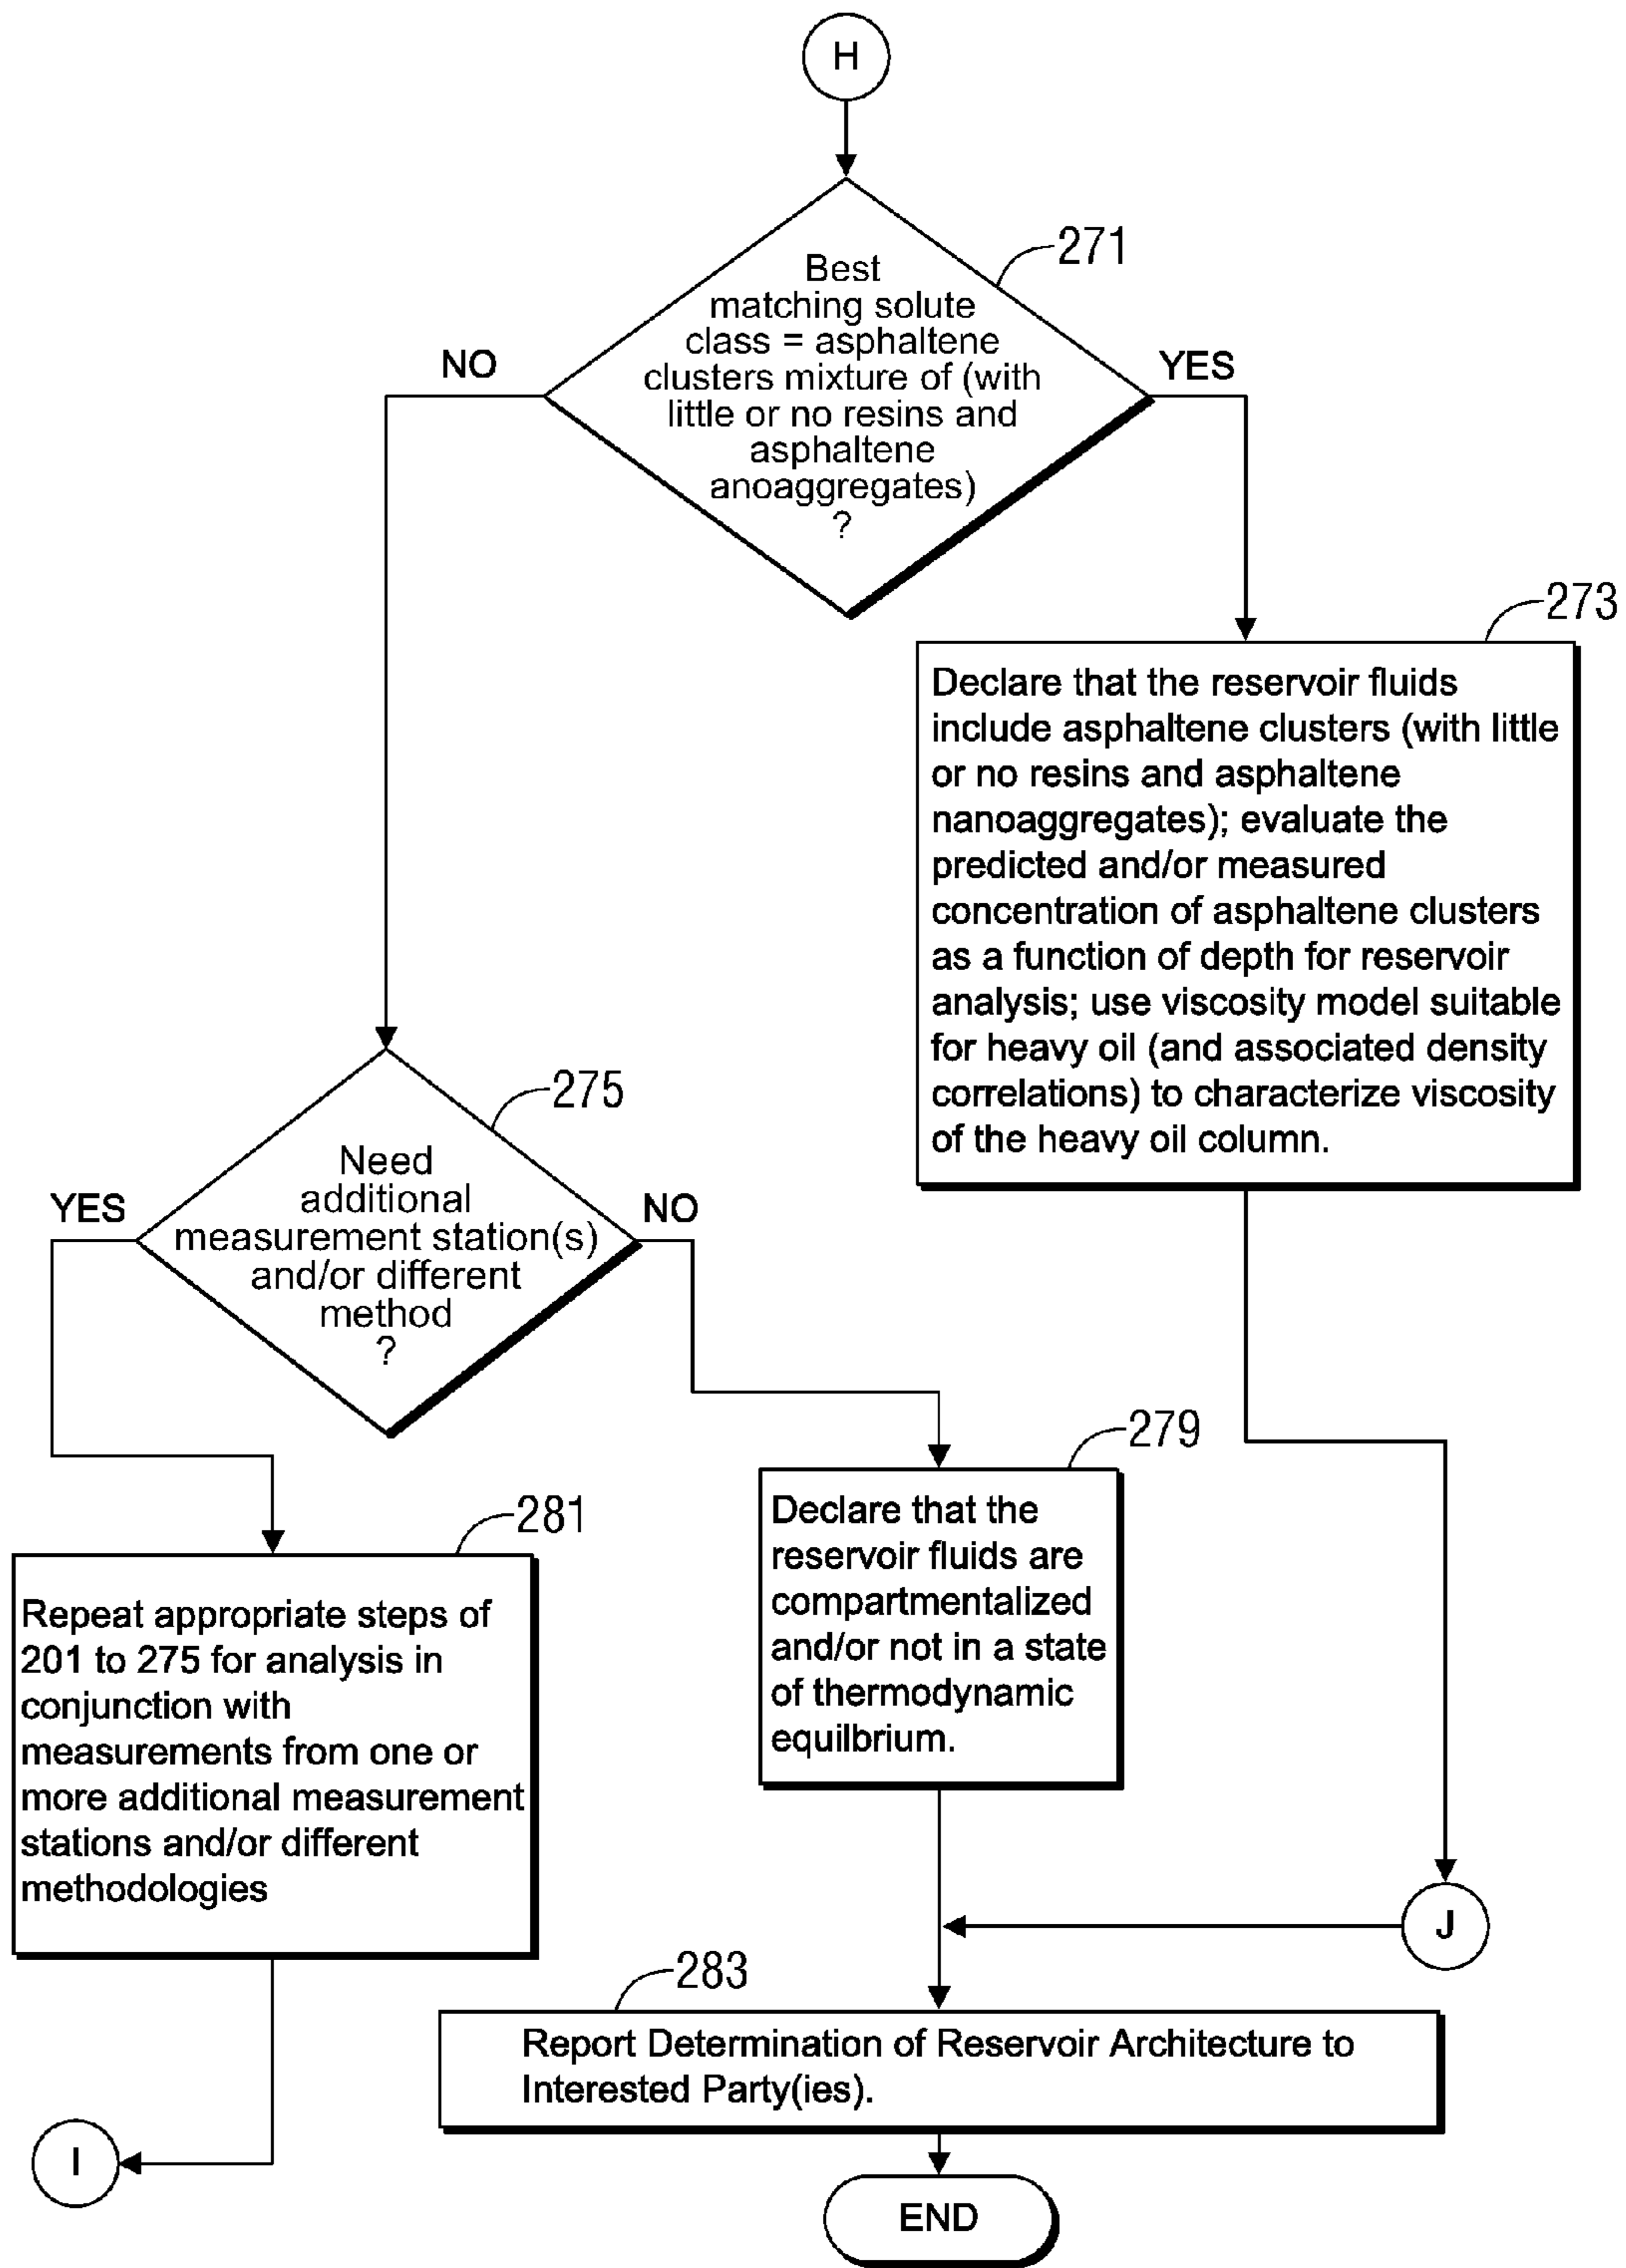 H
271
Best
matching solute
class = asphaltene
clusters mixture of (with
little or no resins and
asphaltene
anoaggregates)
?
NO
YES
273
Declare that the reservoir fluids
include asphaltene clusters (with little
or no resins and asphaltene
nanoaggregates); evaluate the
predicted and/or measured
concentration of asphaltene clusters
as a function of depth for reservoir
analysis; use viscosity model suitable
for heavy oil (and associated density
correlations) to characterize viscosity
of the heavy oil column.
275
Need
additional
measurement station(s)
and/or different
method
?
YES
NO
279
Declare that the
reservoir fluids are
compartmentalized
and/or not in a state
of thermodynamic
equilbrium.
281
Repeat appropriate steps of
201 to 275 for analysis in
conjunction with
measurements from one or
more additional measurement
stations and/or different
methodologies
J
283
Report Determination of Reservoir Architecture to
Interested Party(ies).
I
END